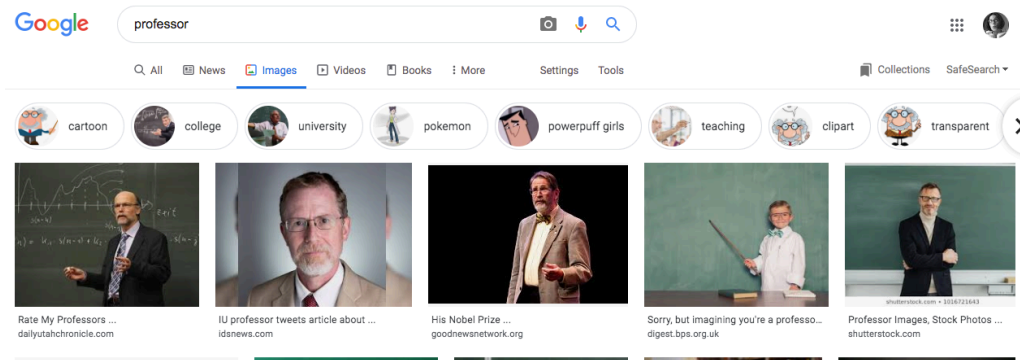 Google
professor
All News Images Videos Books More Settings Tools Collections SafeSearch
cartoon college university pokemon powerpuff girls teaching clipart transparent
shutterstock.com • 1016721643
Rate My Professors ... IU professor tweets article about ... His Nobel Prize ... Sorry, but imagining you're a professo... Professor Images, Stock Photos ...
dailyutahchronicle.com idsnews.com goodnewsnetwork.org digest.bps.org.uk shutterstock.com